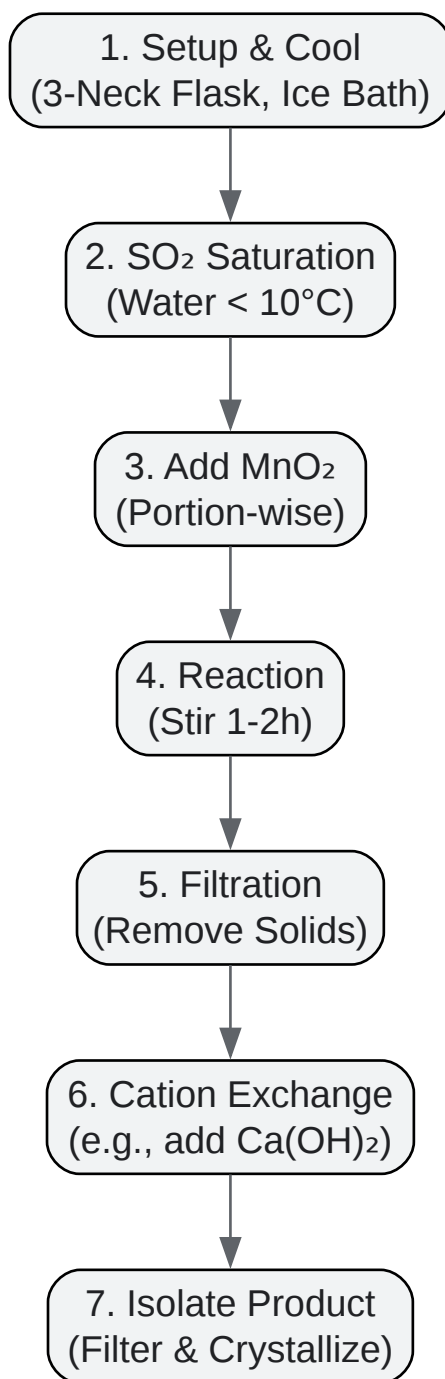 1. Setup & Cool
(3-Neck Flask, Ice Bath)
2. SO₂ Saturation
(Water < 10°C)
3. Add MnO₂
(Portion-wise)
4. Reaction
(Stir 1-2h)
5. Filtration
(Remove Solids)
6. Cation Exchange
(e.g., add Ca(OH)₂)
7. Isolate Product
(Filter & Crystallize)